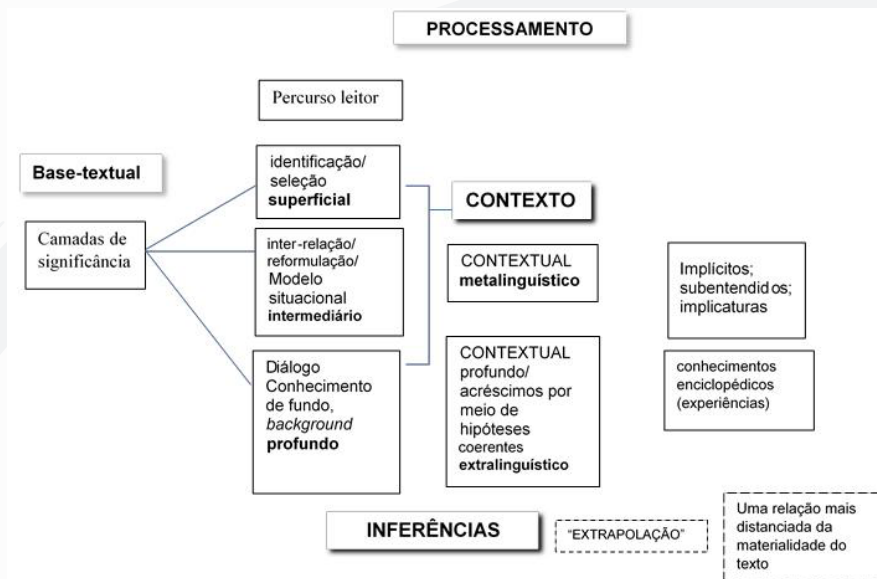 PROCESSAMENTO
Percurso leitor
Base-textual
Camadas de
significância
identificação/
seleção
superficial
inter-relação/
reformulação/
Modelo
situacional
intermediário
Diálogo
Conhecimento
de fundo,
background
profundo
CONTEXTO
CONTEXTUAL
metalinguístico
CONTEXTUAL
profundo/
acréscimos por
meio de
hipóteses
coerentes
extralinguístico
Implícitos;
subentendidos;
implicaturas
conhecimentos
enciclopédicos
(experiências)
INFERÊNCIAS
“EXTRAPOLAÇÃO”
Uma relação mais
distanciada da
materialidade do
texto